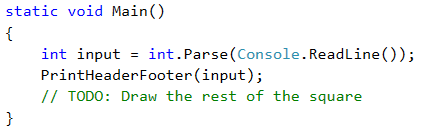 static void Main()
{
    int input = int.Parse(Console.ReadLine());
    PrintHeaderFooter(input);
    // TODO: Draw the rest of the square
}